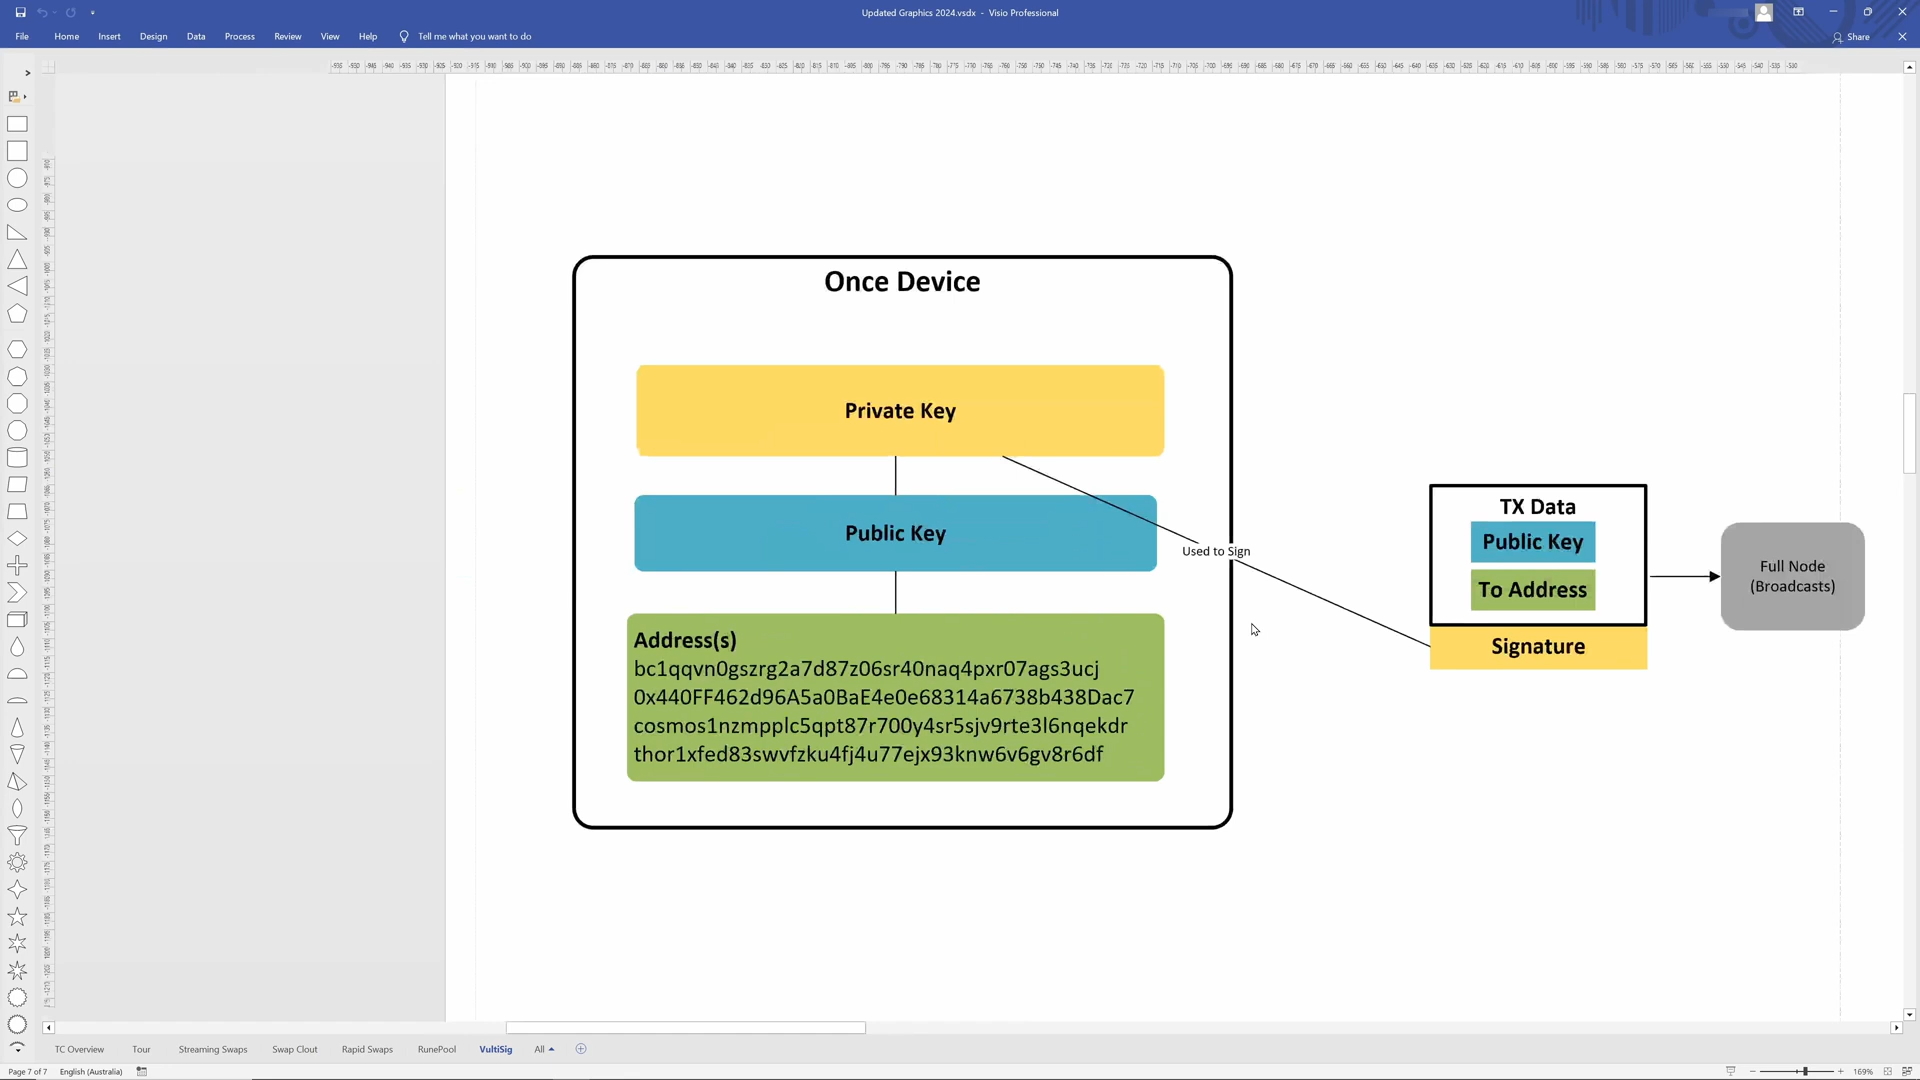 Updated Graphics 2024.vsdx - Visio Professional
File Home Insert Design Data Process Review View Help Tell me what you want to do Share
Once Device
Private Key
Public Key
Used to Sign
Address(s)
bc1qqvn0gszrg2a7d87z06sr40naq4pxr07ags3ucj
0x440FF462d96A5a0BaE4e0e68314a6738b438Dac7
cosmos1nzmpplc5qpt87r700y4sr5sjv9rte3l6nqekdr
thor1xfed83swvfzku4fj4u77ejx93knw6v6gv8r6df
TX Data
Public Key
To Address
Signature
Full Node
(Broadcasts)
TC Overview Tour Streaming Swaps Swap Clout Rapid Swaps RunePool VultiSig All
Page 7 of 7 English (Australia) 169%